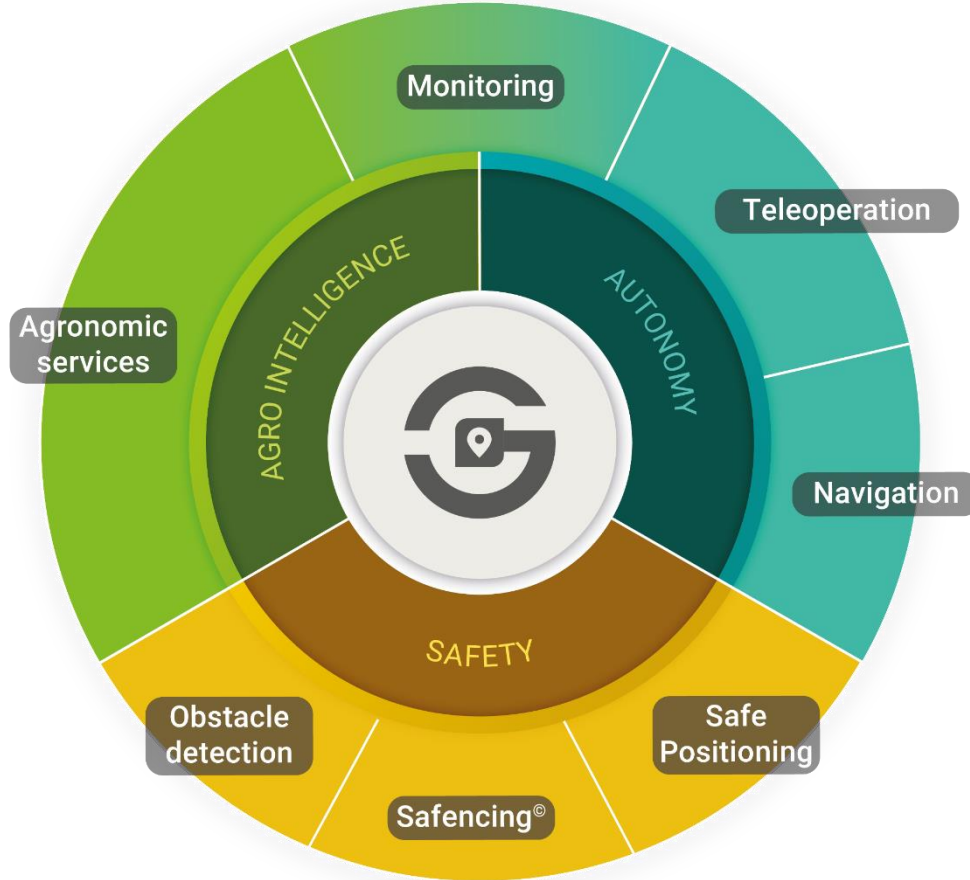 Monitoring
Teleoperation
AGRO INTELLIGENCE
AUTONOMY
Agronomic
services
Navigation
SAFETY
Obstacle
detection
Safe
Positioning
Safencing©